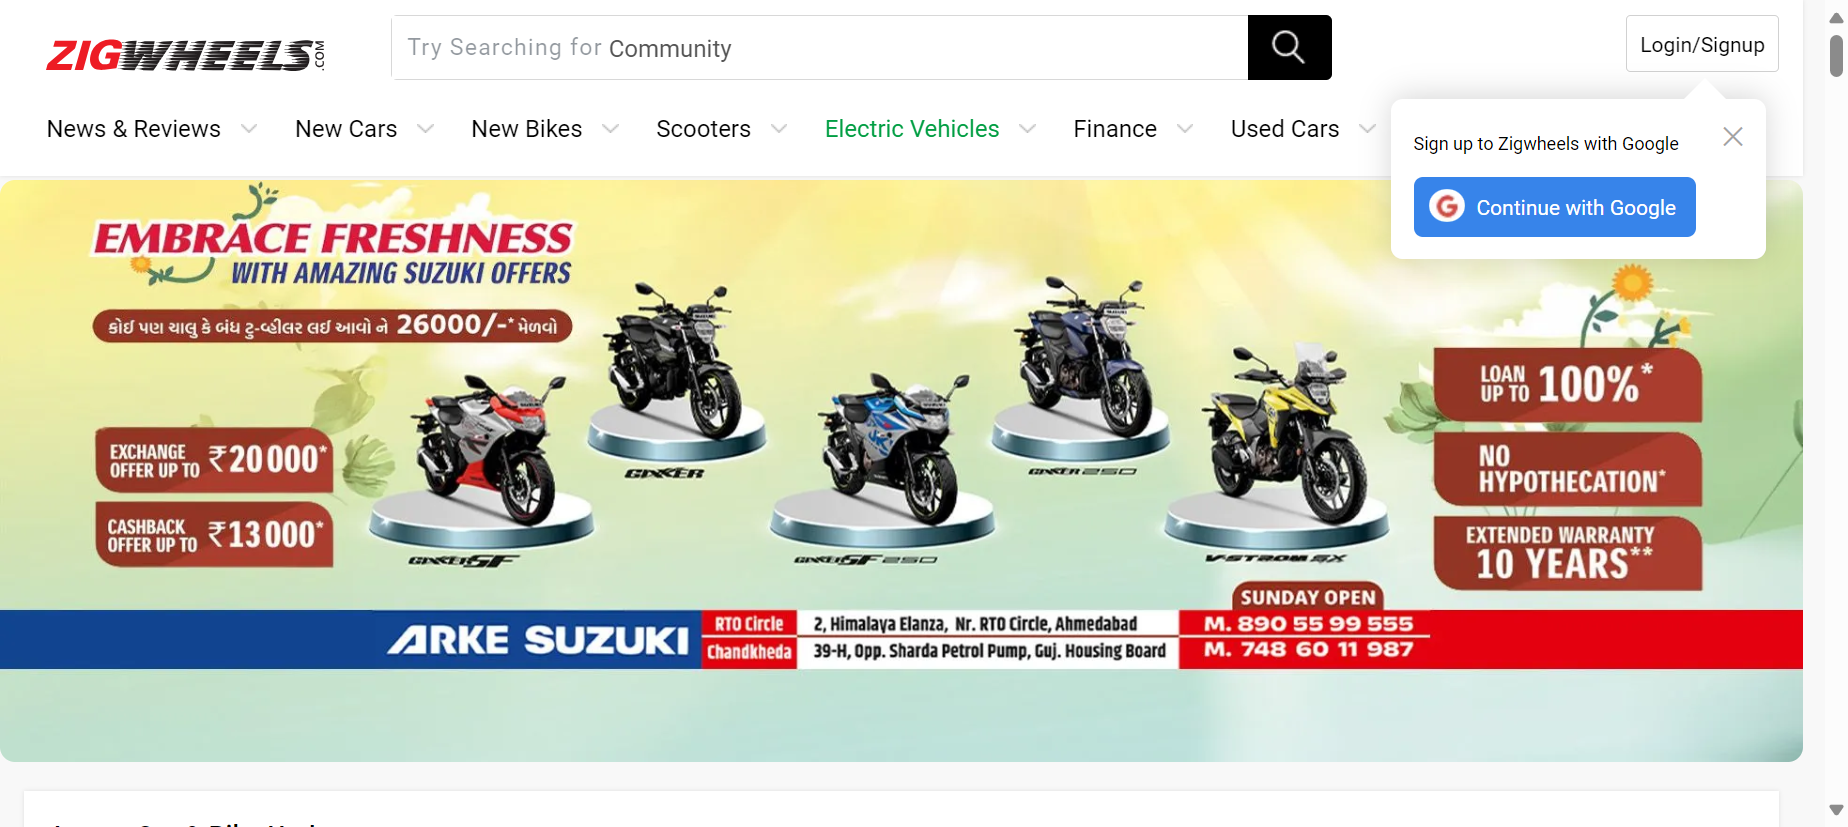 ZIGWHEELS.COM
Try Searching for Community
Login/Signup
News & Reviews
New Cars
New Bikes
Scooters
Electric Vehicles
Finance
Used Cars
Sign up to Zigwheels with Google
Continue with Google
EMBRACE FRESHNESS
WITH AMAZING SUZUKI OFFERS
કોઈ પણ ચાલુ કે બંધ ટુ-વ્હીલર લઈ આવો ને 26000/-* મેળવો
EXCHANGE
OFFER UP TO ₹20000*
CASHBACK
OFFER UP TO ₹13000*
GIXXER
GIXXER SF
GIXXER SF 250
GIXXER 250
V-STROM SX
LOAN
UP TO 100%*
NO
HYPOTHECATION*
EXTENDED WARRANTY
10 YEARS**
SUNDAY OPEN
ARKE SUZUKI
RTO Circle
2, Himalaya Elanza, Nr. RTO Circle, Ahmedabad
M. 890 55 99 555
Chandkheda
39-H, Opp. Sharda Petrol Pump, Guj. Housing Board
M. 748 60 11 987